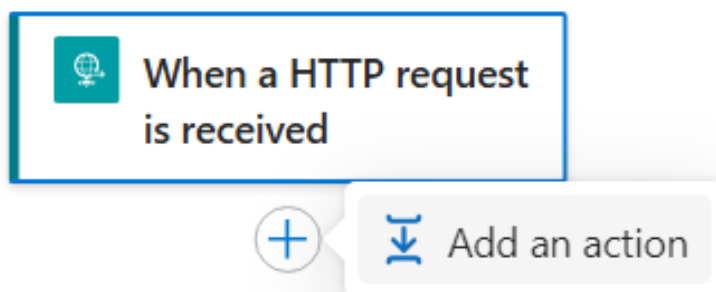 When a HTTP request
is received
Add an action